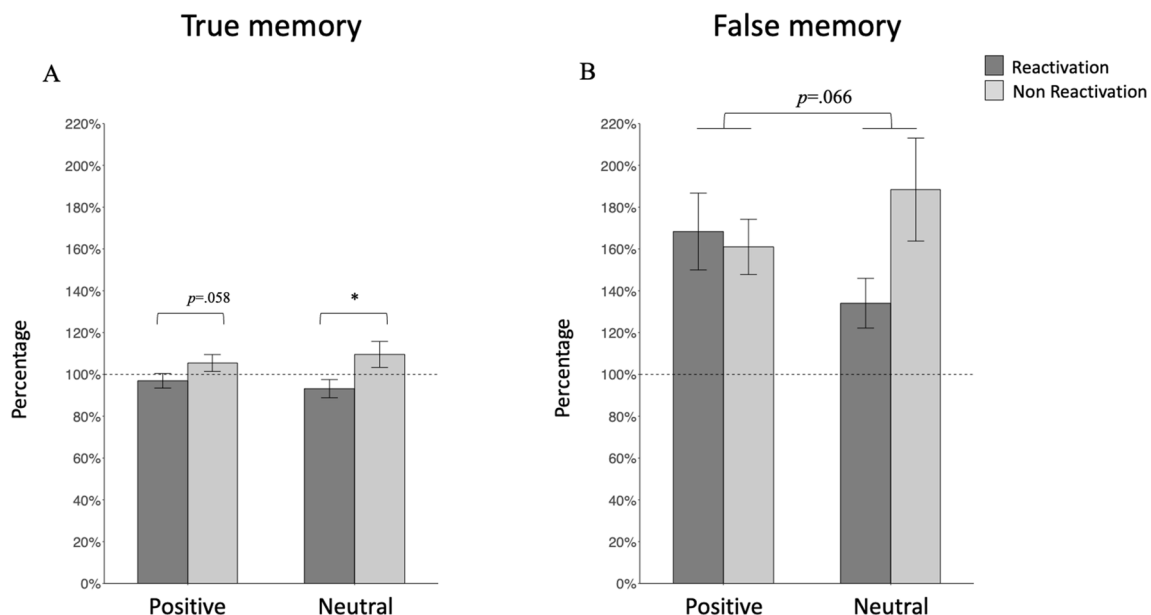 True memory
False memory
A
B
Reactivation
Non Reactivation
Percentage
220%
200%
180%
160%
140%
120%
100%
80%
60%
40%
20%
0%
p=.058
*
Positive
Neutral
Percentage
220%
200%
180%
160%
140%
120%
100%
80%
60%
40%
20%
0%
p=.066
Positive
Neutral